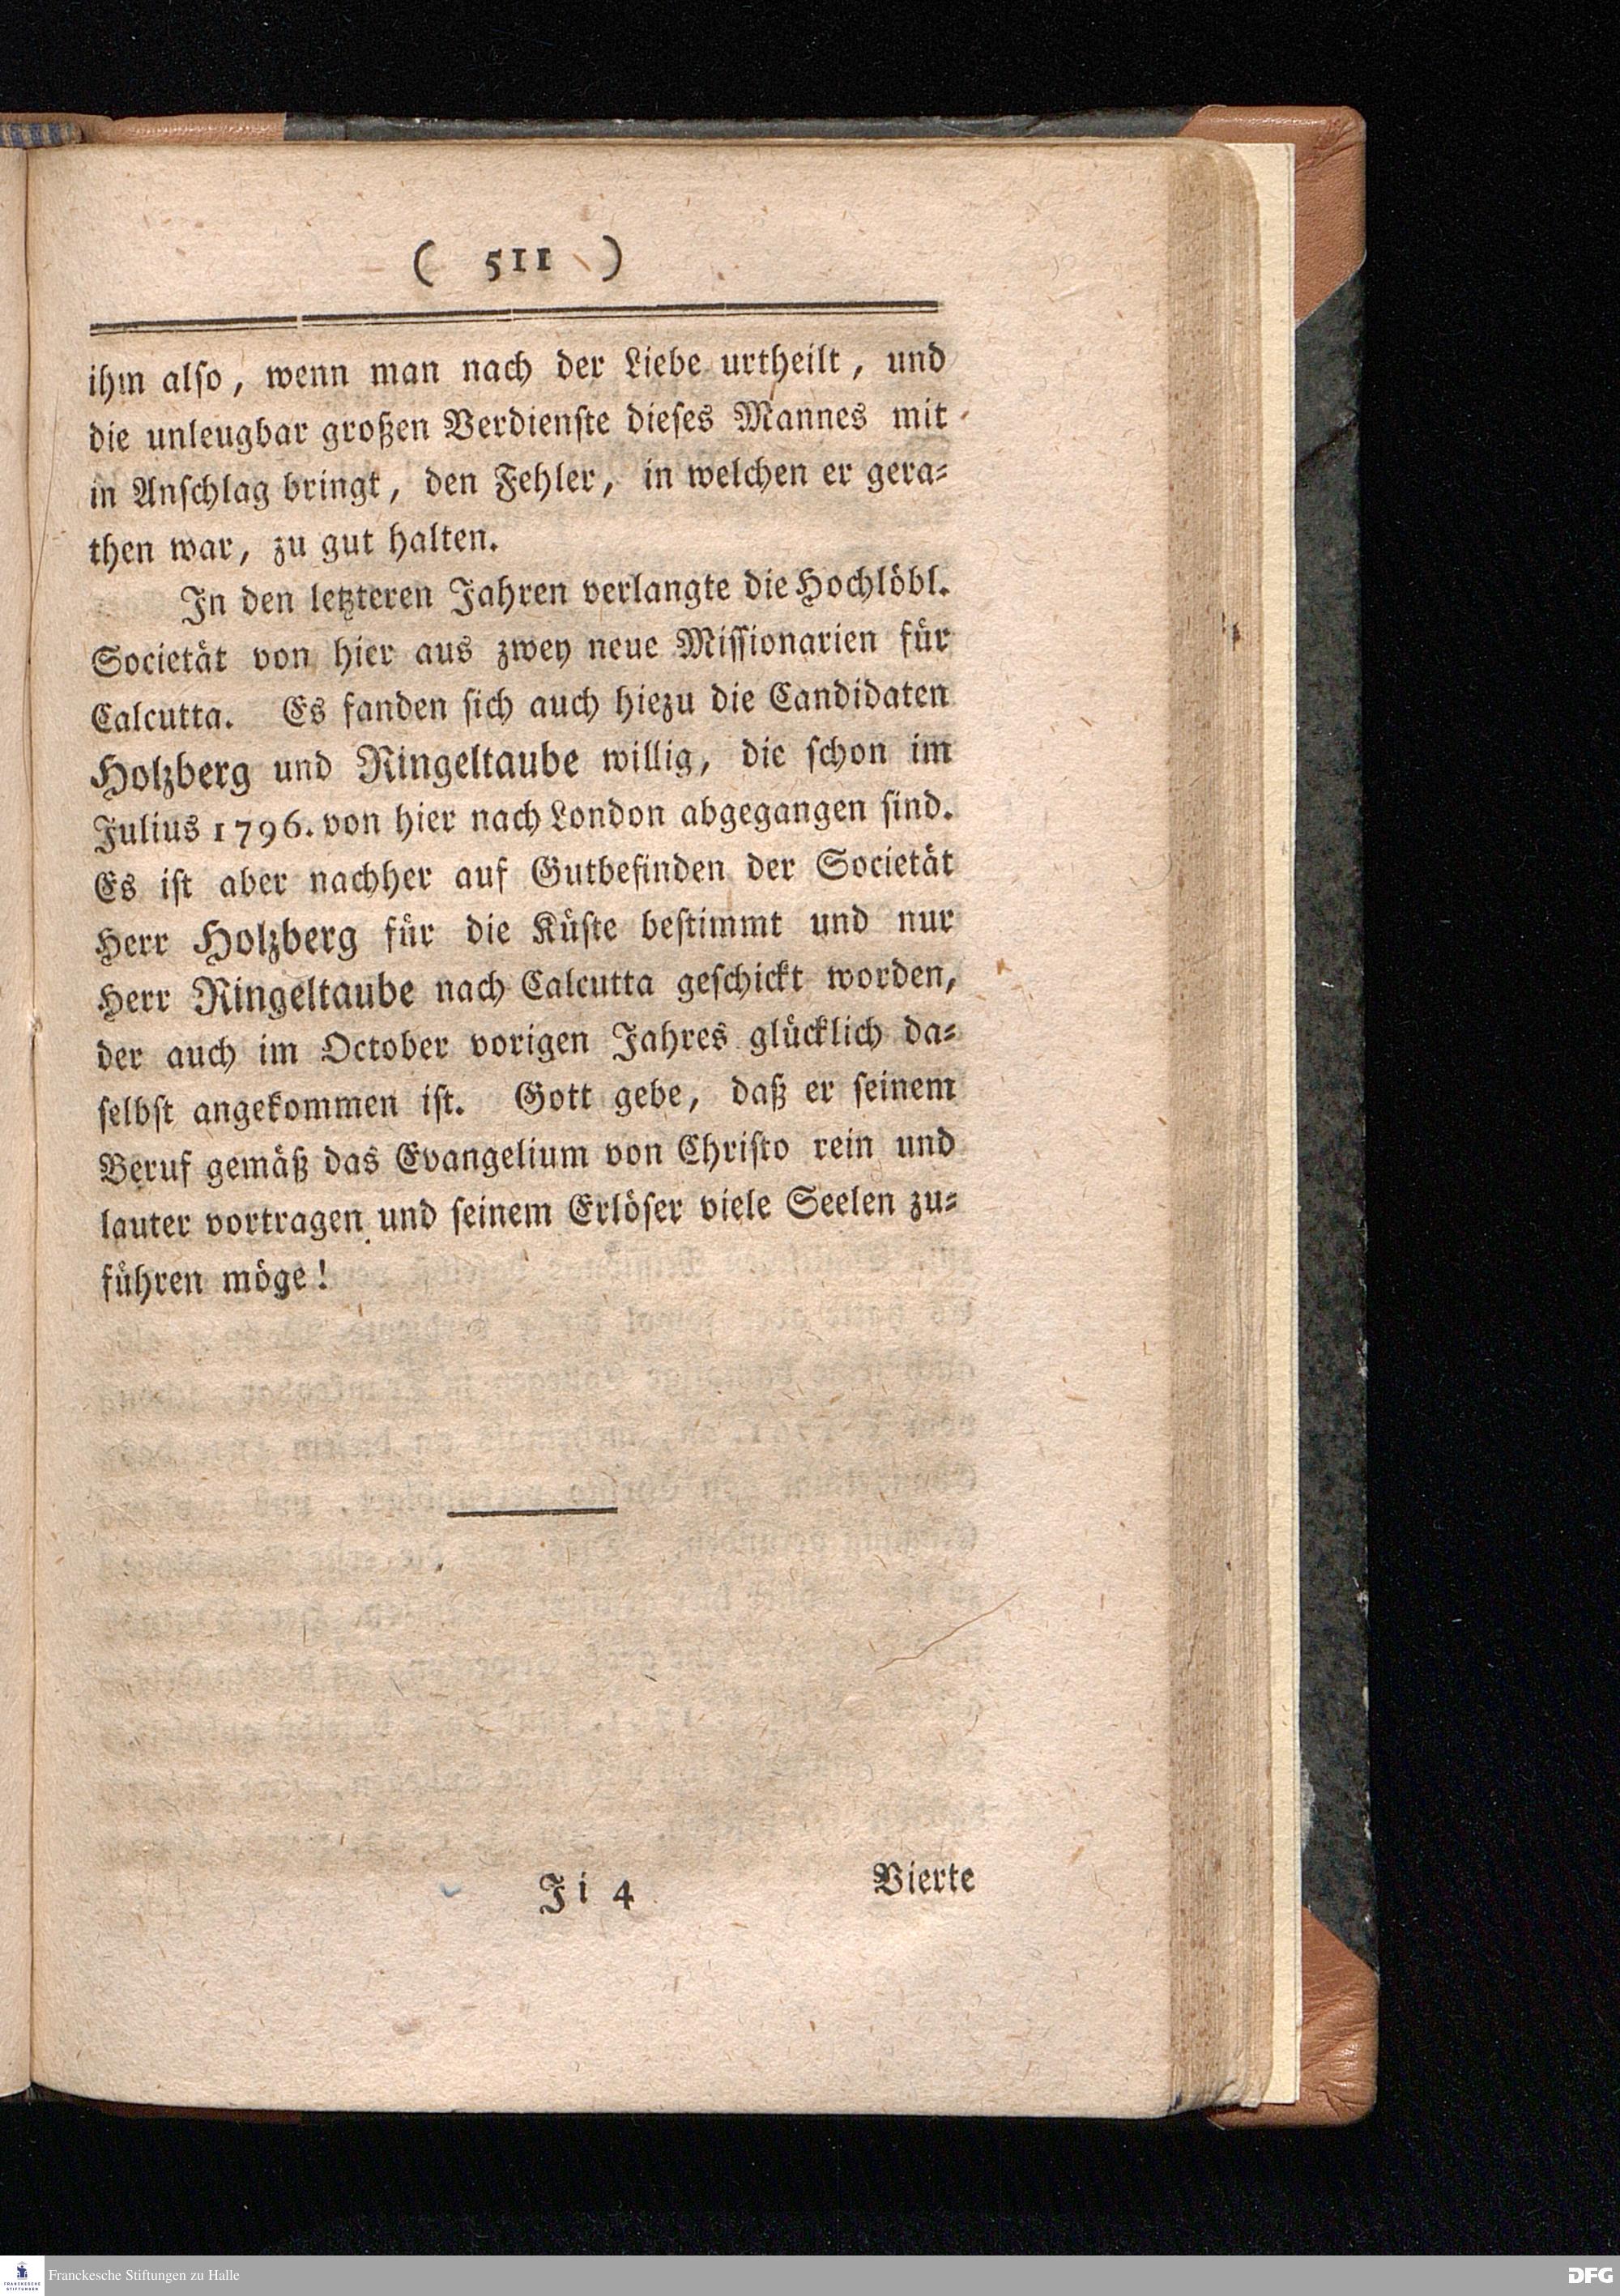 ( 511 )
ihm also, wenn man nach der Liebe urtheilt, und
die unleugbar großen Verdienste dieses Mannes mit
in Anschlag bringt, den Fehler, in welchen er gera-
then war, zu gut halten.
In den letzteren Jahren verlangte die Hochlöbl.
Societät von hier aus zwey neue Missionarien für
Calcutta. Es fanden sich auch hiezu die Candidaten
Holzberg und Ringeltaube willig, die schon im
Julius 1796. von hier nach London abgegangen sind.
Es ist aber nachher auf Gutbefinden der Societät
Herr Holzberg für die Küste bestimmt und nur
Herr Ringeltaube nach Calcutta geschickt worden,
der auch im October vorigen Jahres glücklich da-
selbst angekommen ist. Gott gebe, daß er seinem
Beruf gemäß das Evangelium von Christo rein und
lauter vortragen und seinem Erlöser viele Seelen zu-
führen möge!
Ji 4
Vierte
FRANCKESCHE STIFTUNGEN
Franckesche Stiftungen zu Halle
DFG